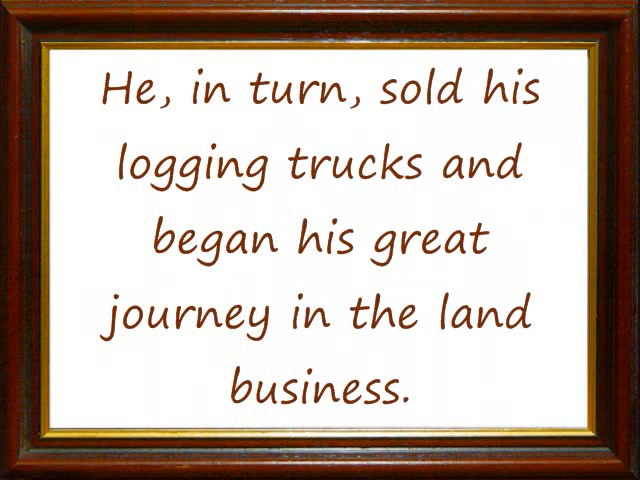 He, in turn, sold his
logging trucks and
began his great
journey in the land
business.